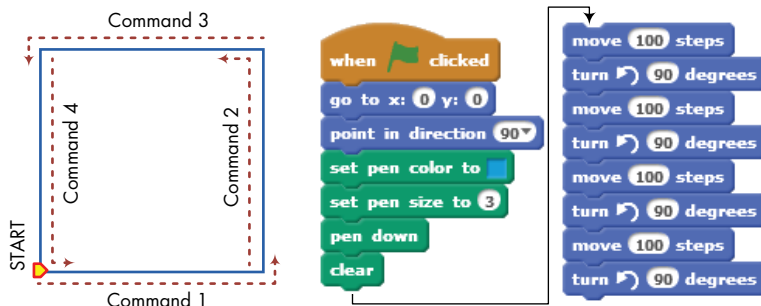 Command 3
Command 4
Command 2
START
Command 1
when clicked
go to x: 0 y: 0
point in direction 90
set pen color to
set pen size to 3
pen down
clear
move 100 steps
turn 90 degrees
move 100 steps
turn 90 degrees
move 100 steps
turn 90 degrees
move 100 steps
turn 90 degrees